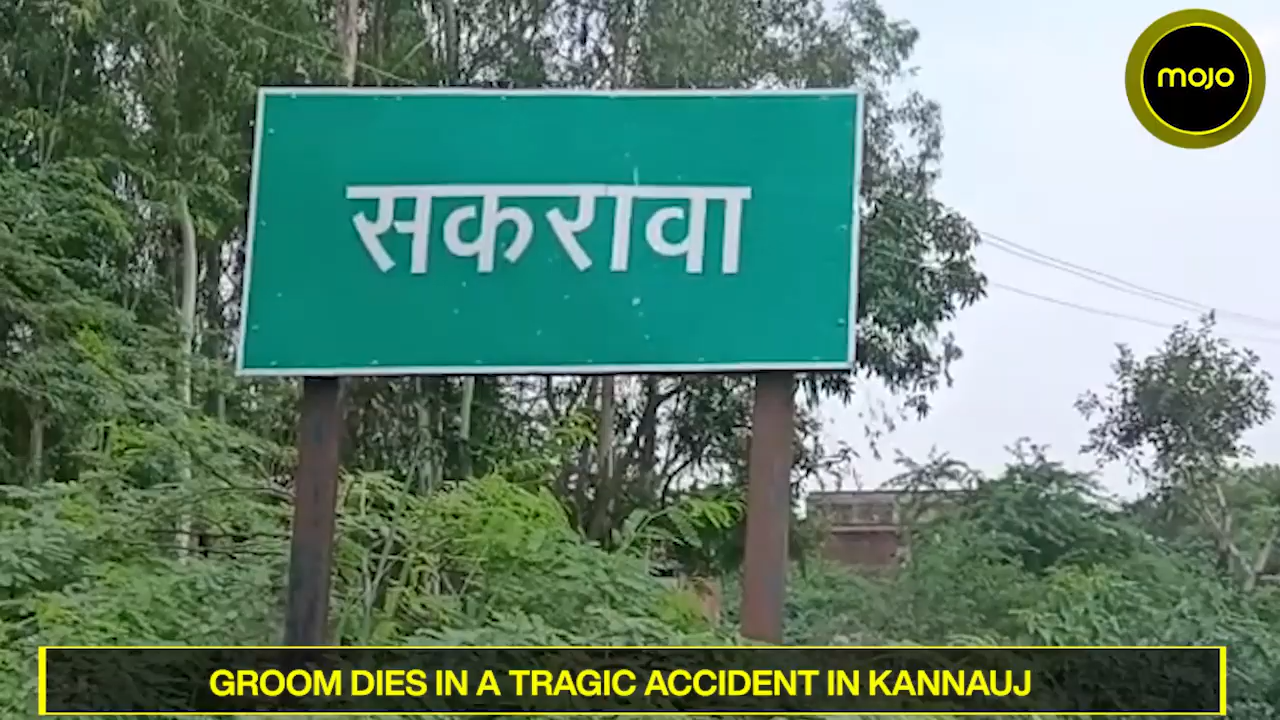 mojo
सकरावा
GROOM DIES IN A TRAGIC ACCIDENT IN KANNAUJ